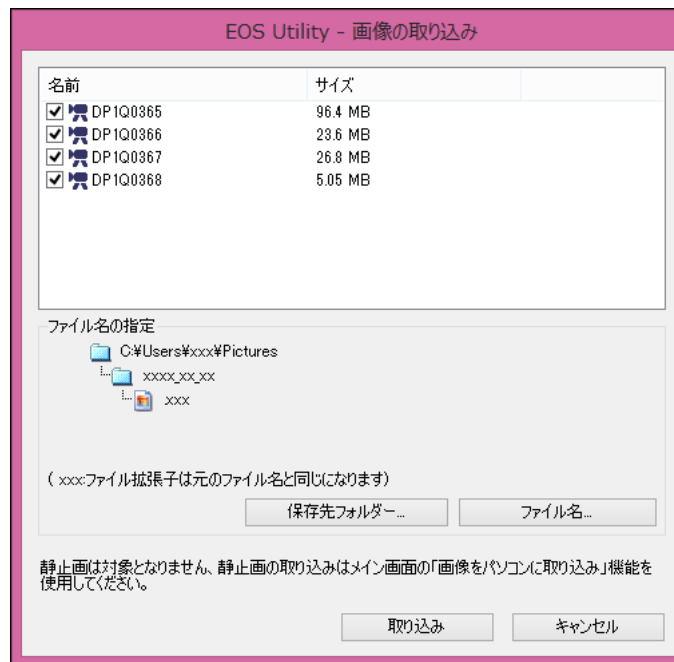 EOS Utility - 画像の取り込み
名前 サイズ
DP1Q0365 96.4 MB
DP1Q0366 23.6 MB
DP1Q0367 26.8 MB
DP1Q0368 5.05 MB
ファイル名の指定
C:¥Users¥xxx¥Pictures
xxxx_xx_xx
xxx
( xxx:ファイル拡張子は元のファイル名と同じになります)
保存先フォルダー... ファイル名...
静止画は対象となりません、静止画の取り込みはメイン画面の「画像をパソコンに取り込み」機能を
使用してください。
取り込み キャンセル